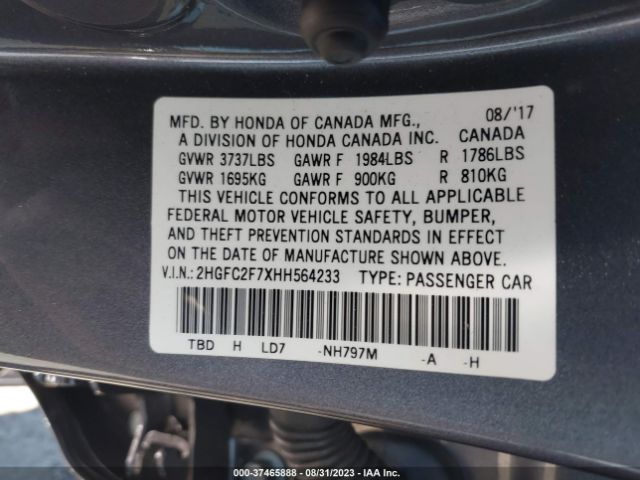 MFD. BY HONDA OF CANADA MFG., 08/'17
A DIVISION OF HONDA CANADA INC. CANADA
GVWR 3737LBS GAWR F 1984LBS R 1786LBS
GVWR 1695KG GAWR F 900KG R 810KG
THIS VEHICLE CONFORMS TO ALL APPLICABLE
FEDERAL MOTOR VEHICLE SAFETY, BUMPER,
AND THEFT PREVENTION STANDARDS IN EFFECT
ON THE DATE OF MANUFACTURE SHOWN ABOVE.
V.I.N.: 2HGFC2F7XHH564233 TYPE: PASSENGER CAR
TBD H LD7 -NH797M -A -H
000-37465888 - 08/31/2023 - IAA Inc.